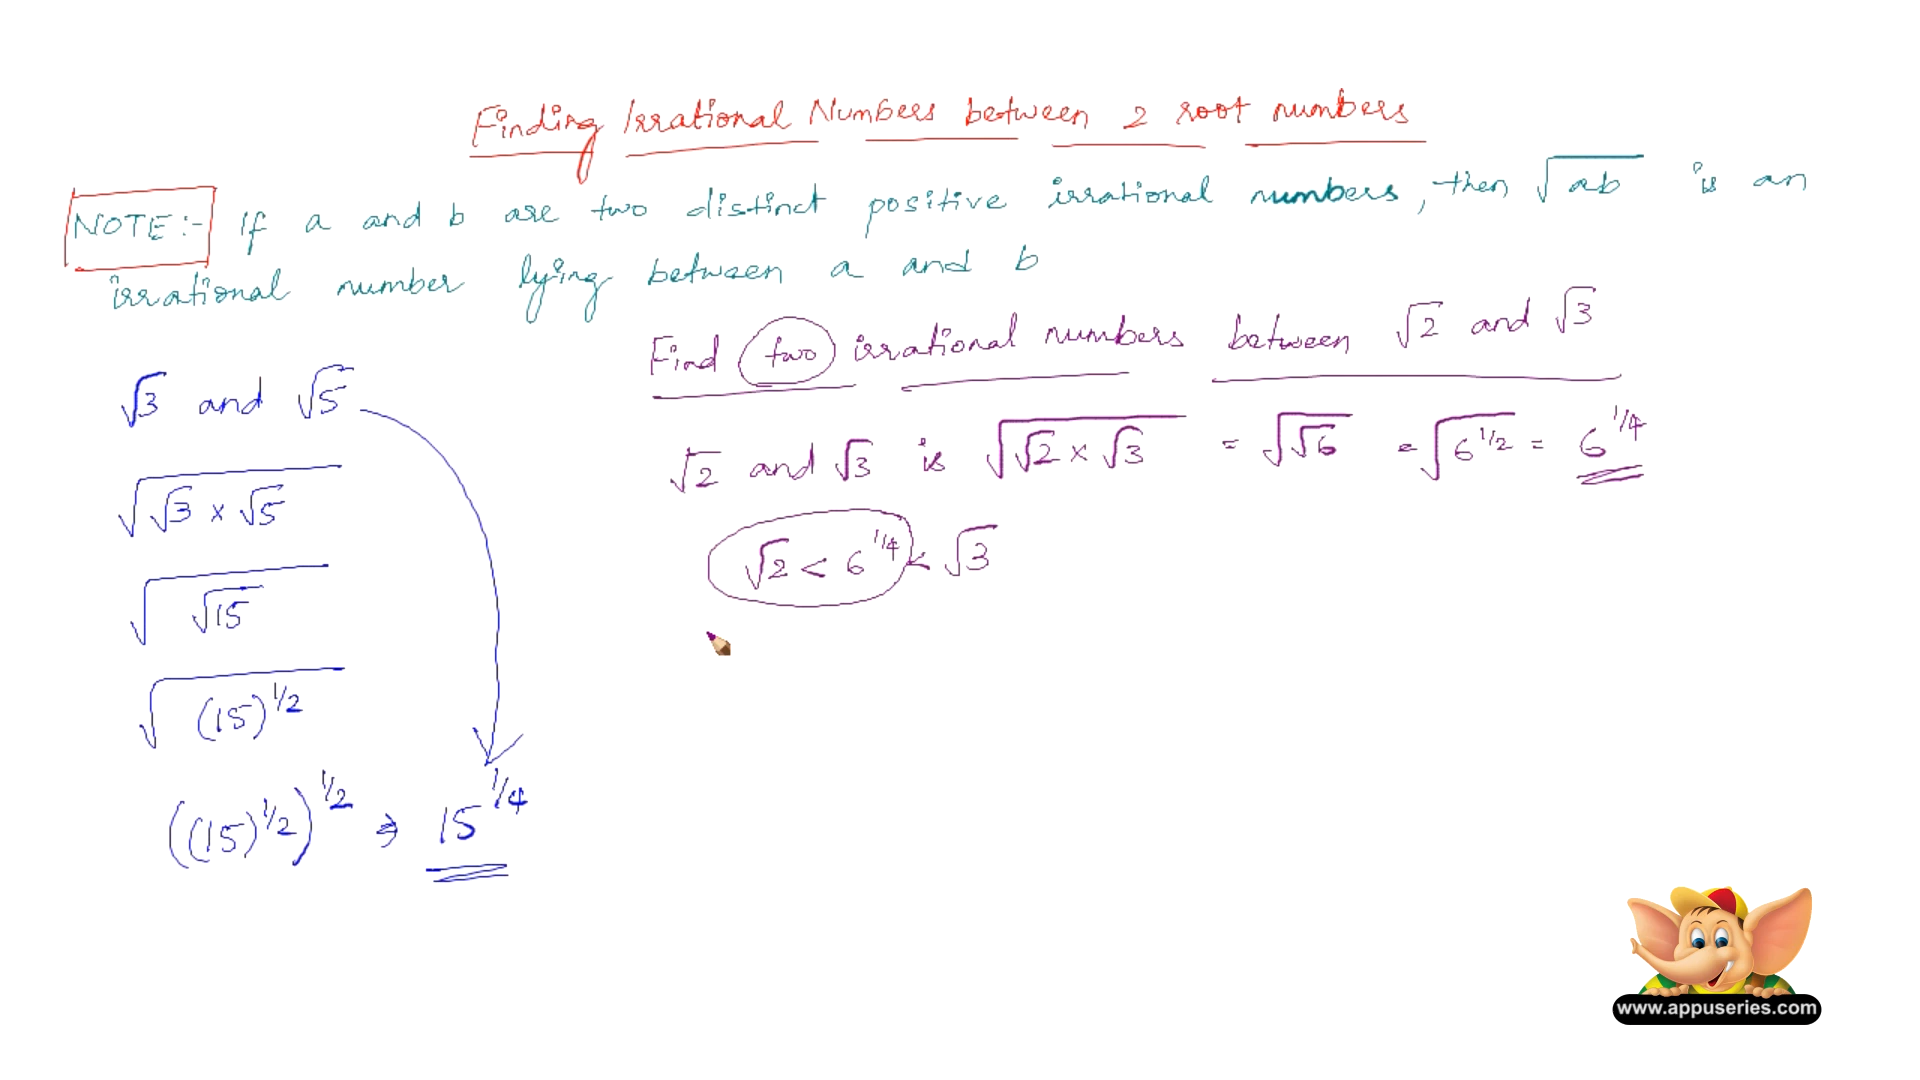 Finding Irrational Numbers between 2 root numbers
NOTE:- If a and b are two distinct positive irrational numbers, then √ab is an
irrational number lying between a and b
√3 and √5
√(√3 × √5)
√(√15)
√((15)^1/2)
((15)^1/2)^1/2 ⇒ 15^1/4
Find two irrational numbers between √2 and √3
√2 and √3 is √(√2 × √3) = √(√6) = √(6^1/2) = 6^1/4
√2 < 6^1/4 < √3
www.appuseries.com